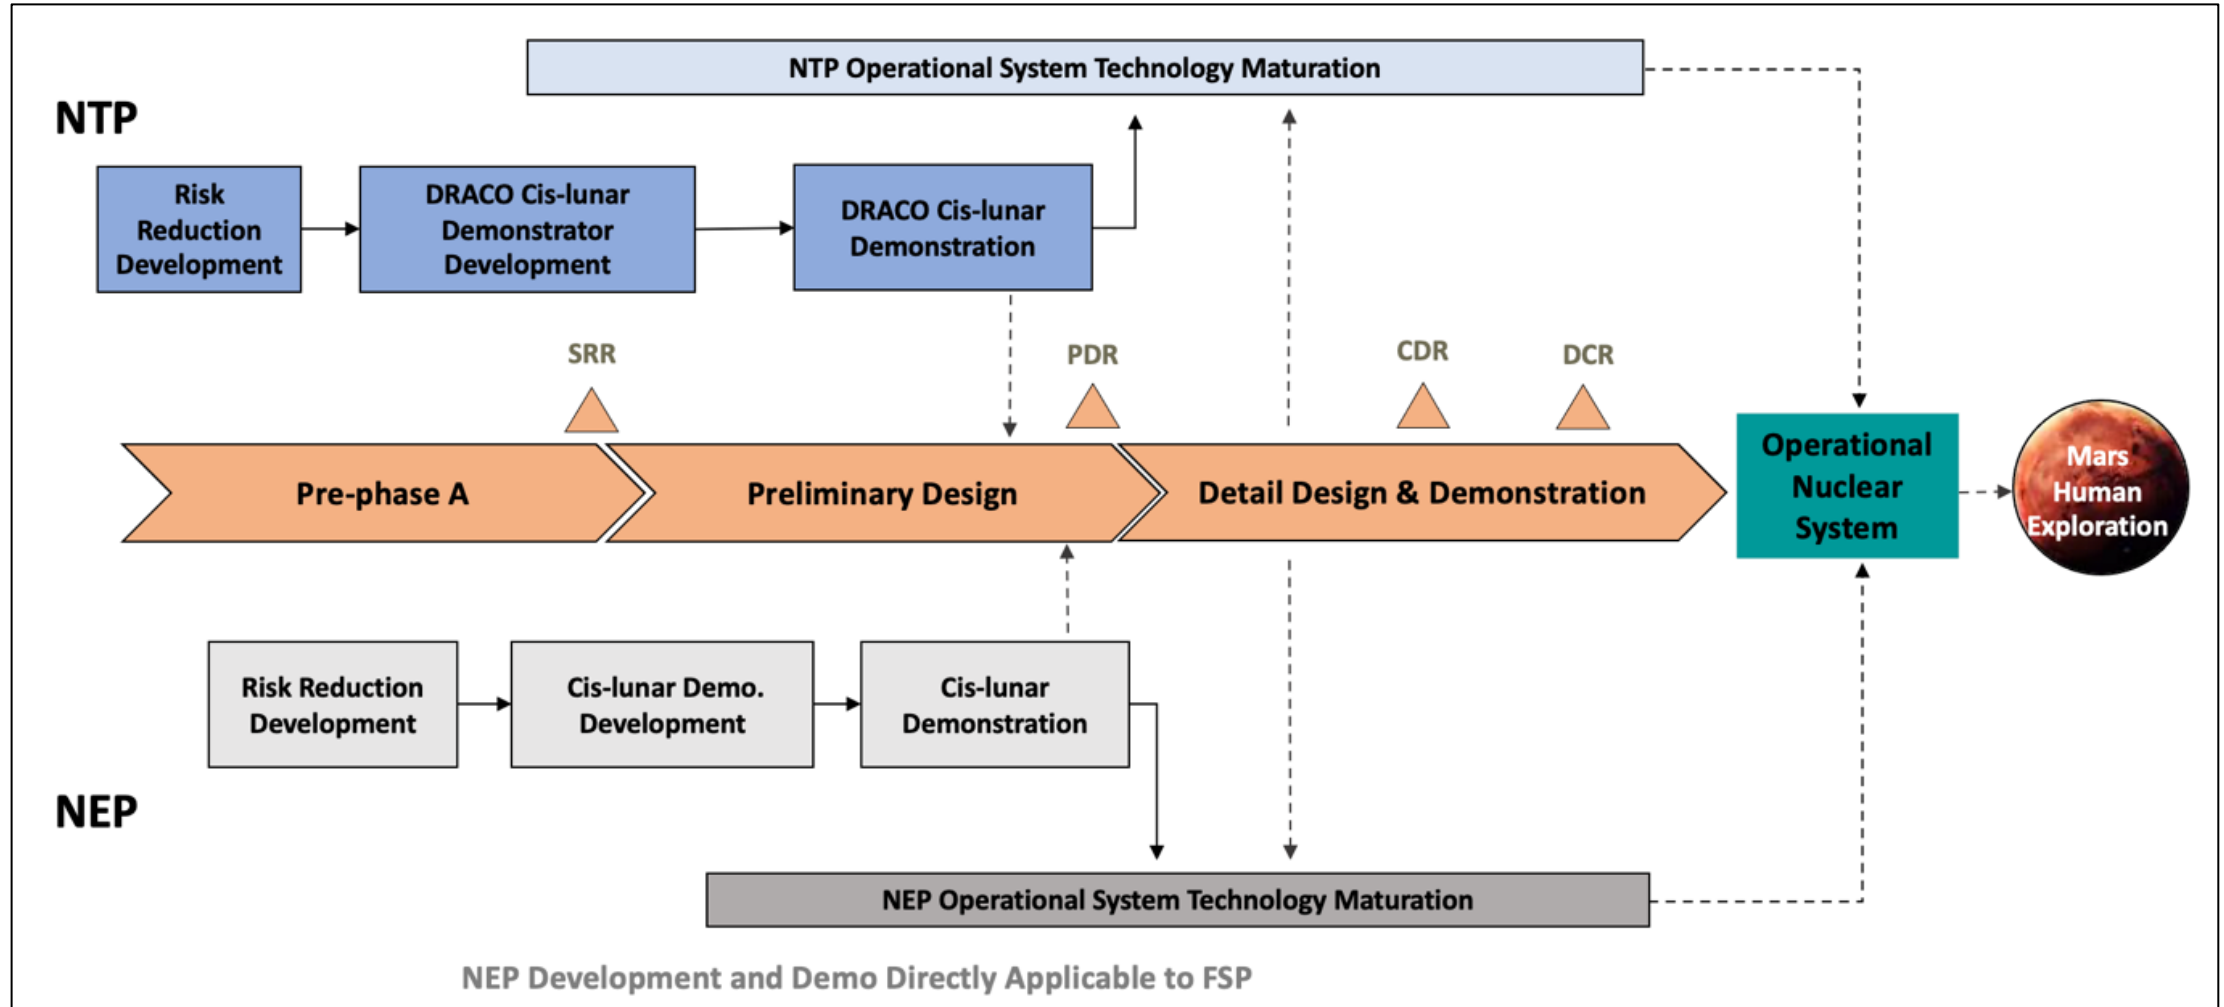 NTP Operational System Technology Maturation
NTP
Risk
Reduction
Development
DRACO Cis-lunar
Demonstrator
Development
DRACO Cis-lunar
Demonstration
SRR
PDR
CDR
DCR
Pre-phase A
Preliminary Design
Detail Design & Demonstration
Operational
Nuclear
System
Mars
Human
Exploration
Risk Reduction
Development
Cis-lunar Demo.
Development
Cis-lunar
Demonstration
NEP
NEP Operational System Technology Maturation
NEP Development and Demo Directly Applicable to FSP